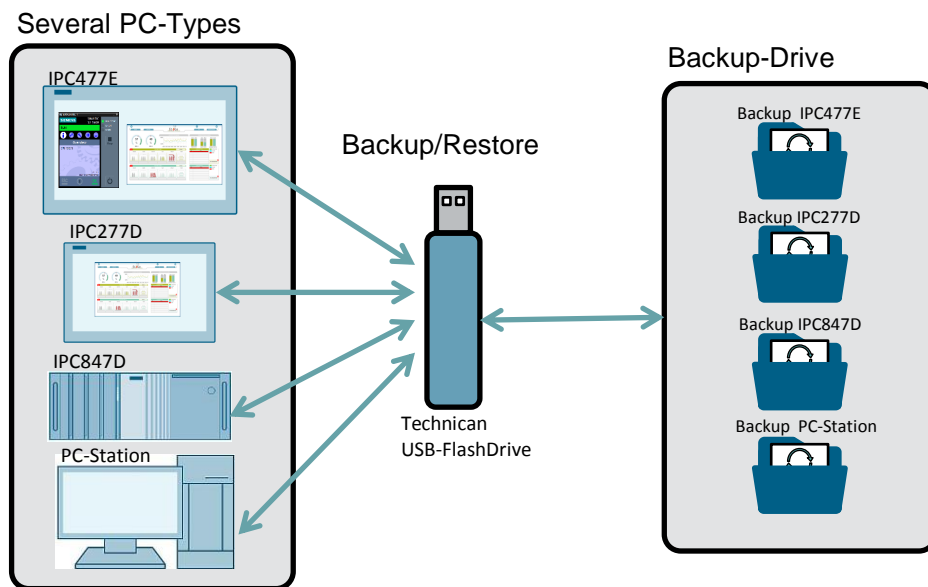 Several PC-Types
IPC477E
SIEMENS
IPC277D
IPC847D
PC-Station
Backup/Restore
Technican
USB-FlashDrive
Backup-Drive
Backup IPC477E
Backup IPC277D
Backup IPC847D
Backup PC-Station